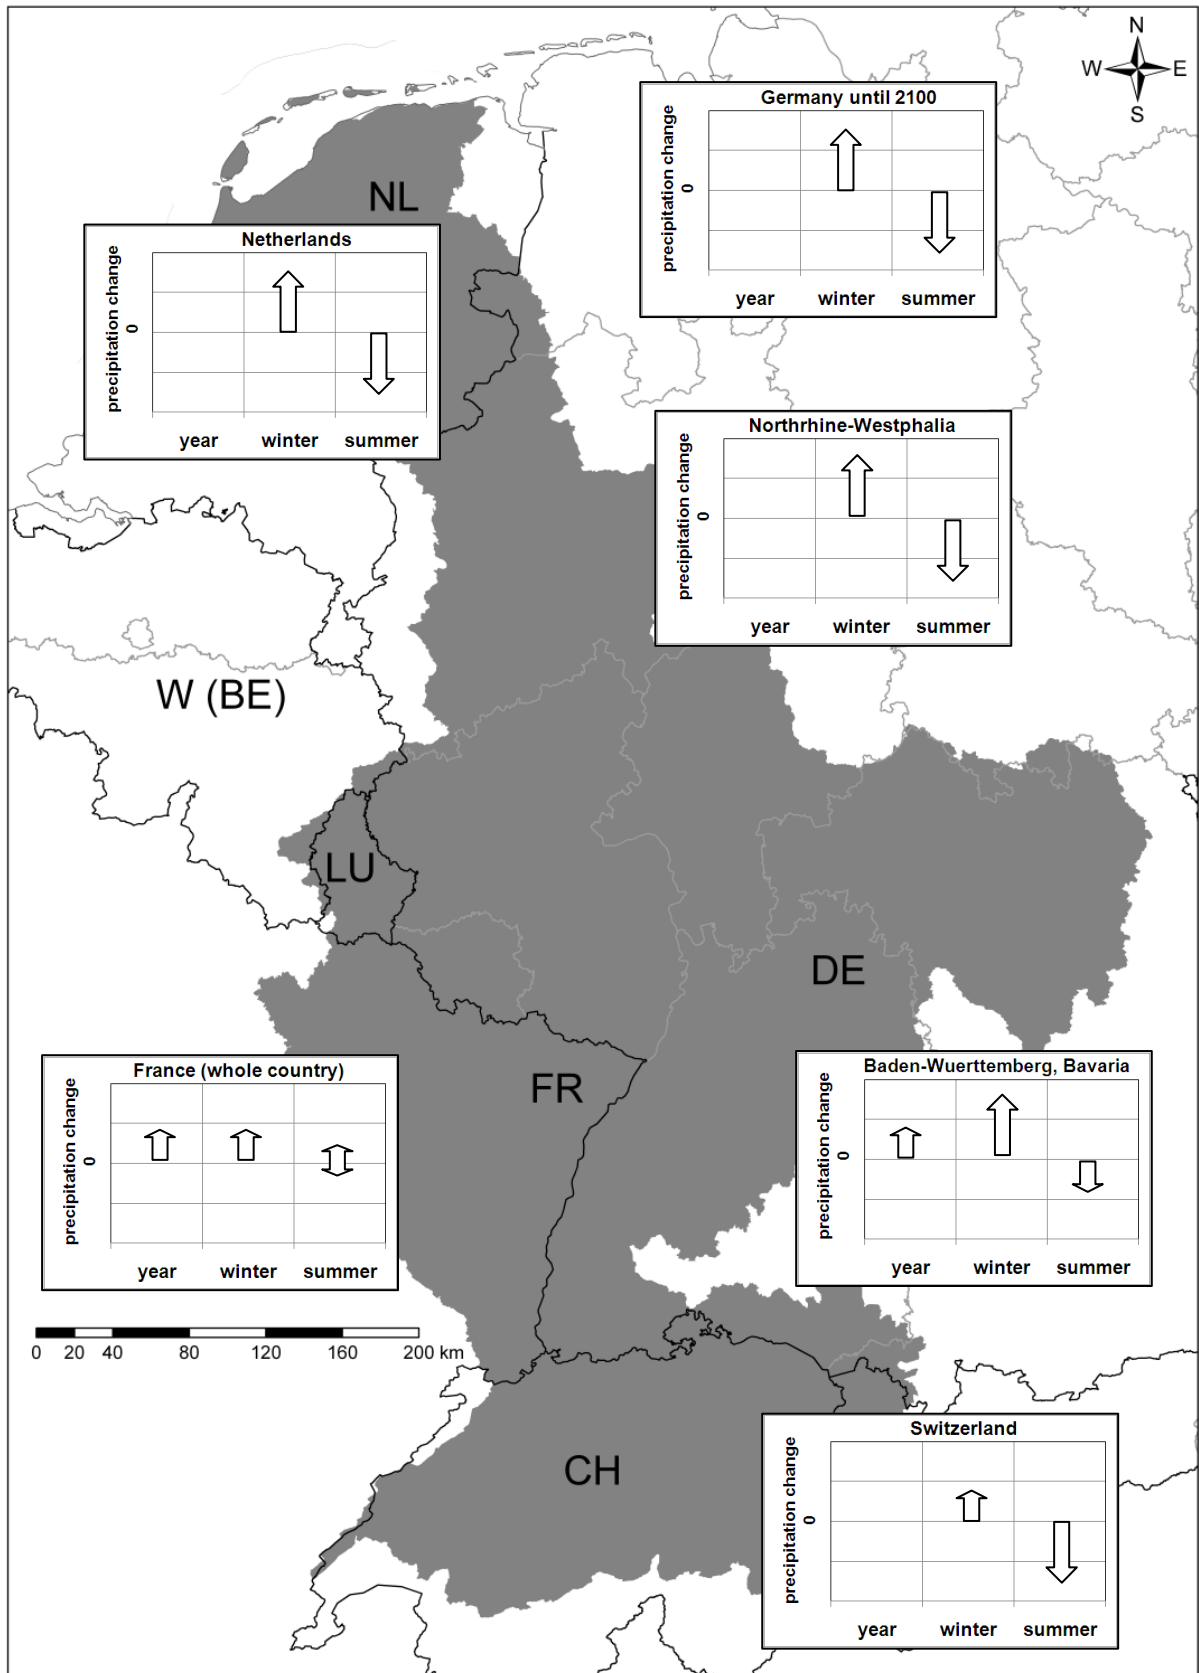 N
W E
S
Germany until 2100
precipitation change
0
year winter summer
NL
Netherlands
precipitation change
0
year winter summer
Northrhine-Westphalia
precipitation change
0
year winter summer
W (BE)
LU
DE
FR
France (whole country)
precipitation change
0
year winter summer
Baden-Wuerttemberg, Bavaria
precipitation change
0
year winter summer
0 20 40 80 120 160 200 km
CH
Switzerland
precipitation change
0
year winter summer